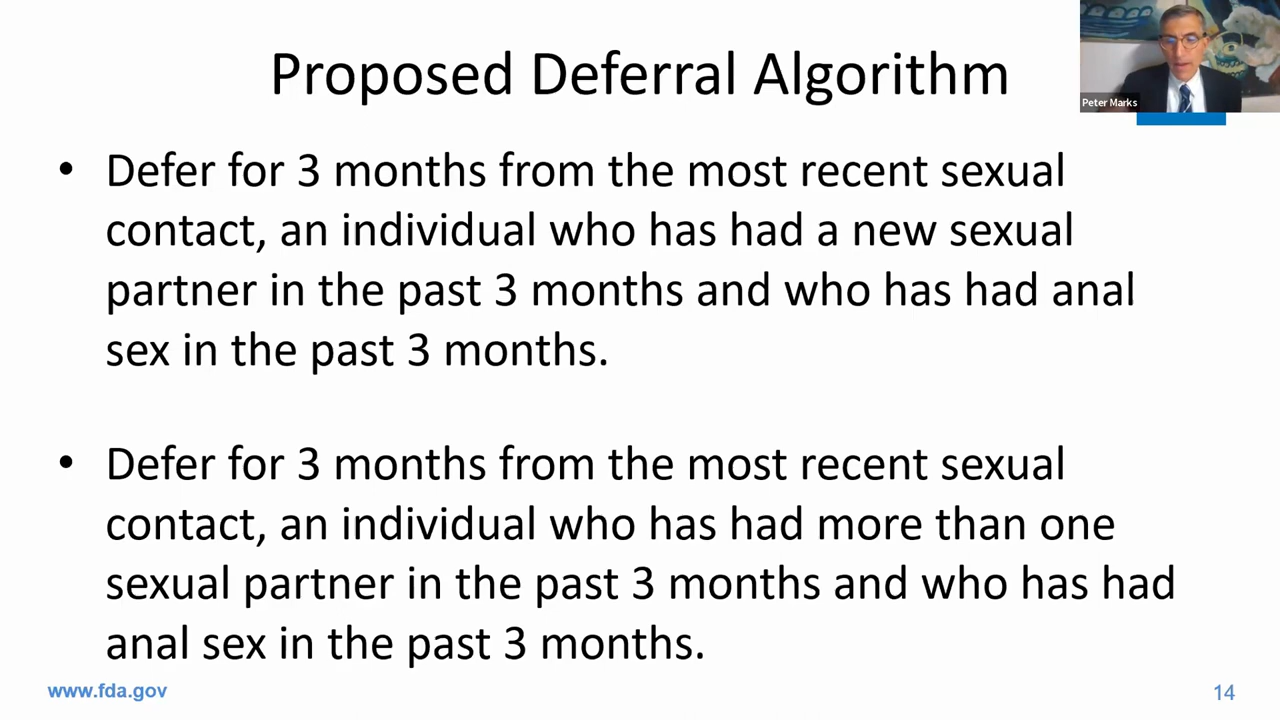 Proposed Deferral Algorithm
Peter Marks
• Defer for 3 months from the most recent sexual
contact, an individual who has had a new sexual
partner in the past 3 months and who has had anal
sex in the past 3 months.
• Defer for 3 months from the most recent sexual
contact, an individual who has had more than one
sexual partner in the past 3 months and who has had
anal sex in the past 3 months.
www.fda.gov
14